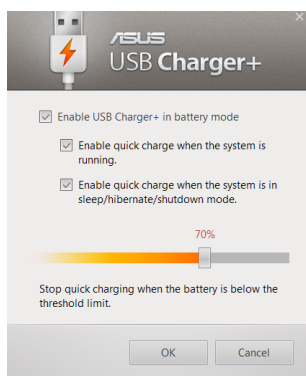 ASUS
USB Charger+
Enable USB Charger+ in battery mode
Enable quick charge when the system is
running.
Enable quick charge when the system is in
sleep/hibernate/shutdown mode.
70%
Stop quick charging when the battery is below the
threshold limit.
OK
Cancel